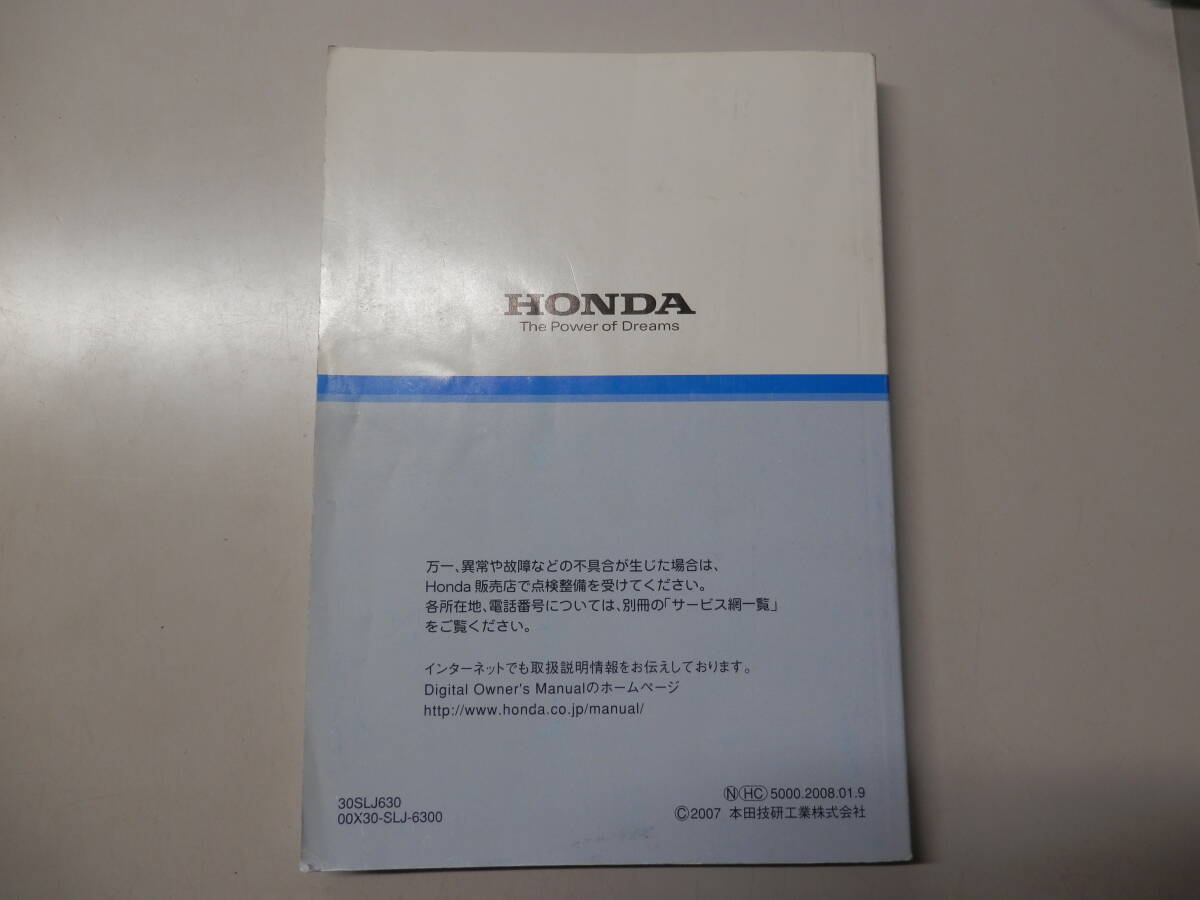 HONDA
The Power of Dreams
万一、異常や故障などの不具合が生じた場合は、
Honda 販売店で点検整備を受けてください。
各所在地、電話番号については、別冊の「サービス網一覧」
をご覧ください。
インターネットでも取扱説明情報をお伝えしております。
Digital Owner's Manualのホームページ
http://www.honda.co.jp/manual/
30SLJ630
00X30-SLJ-6300
Ⓝ HC 5000.2008.01.9
©2007 本田技研工業株式会社